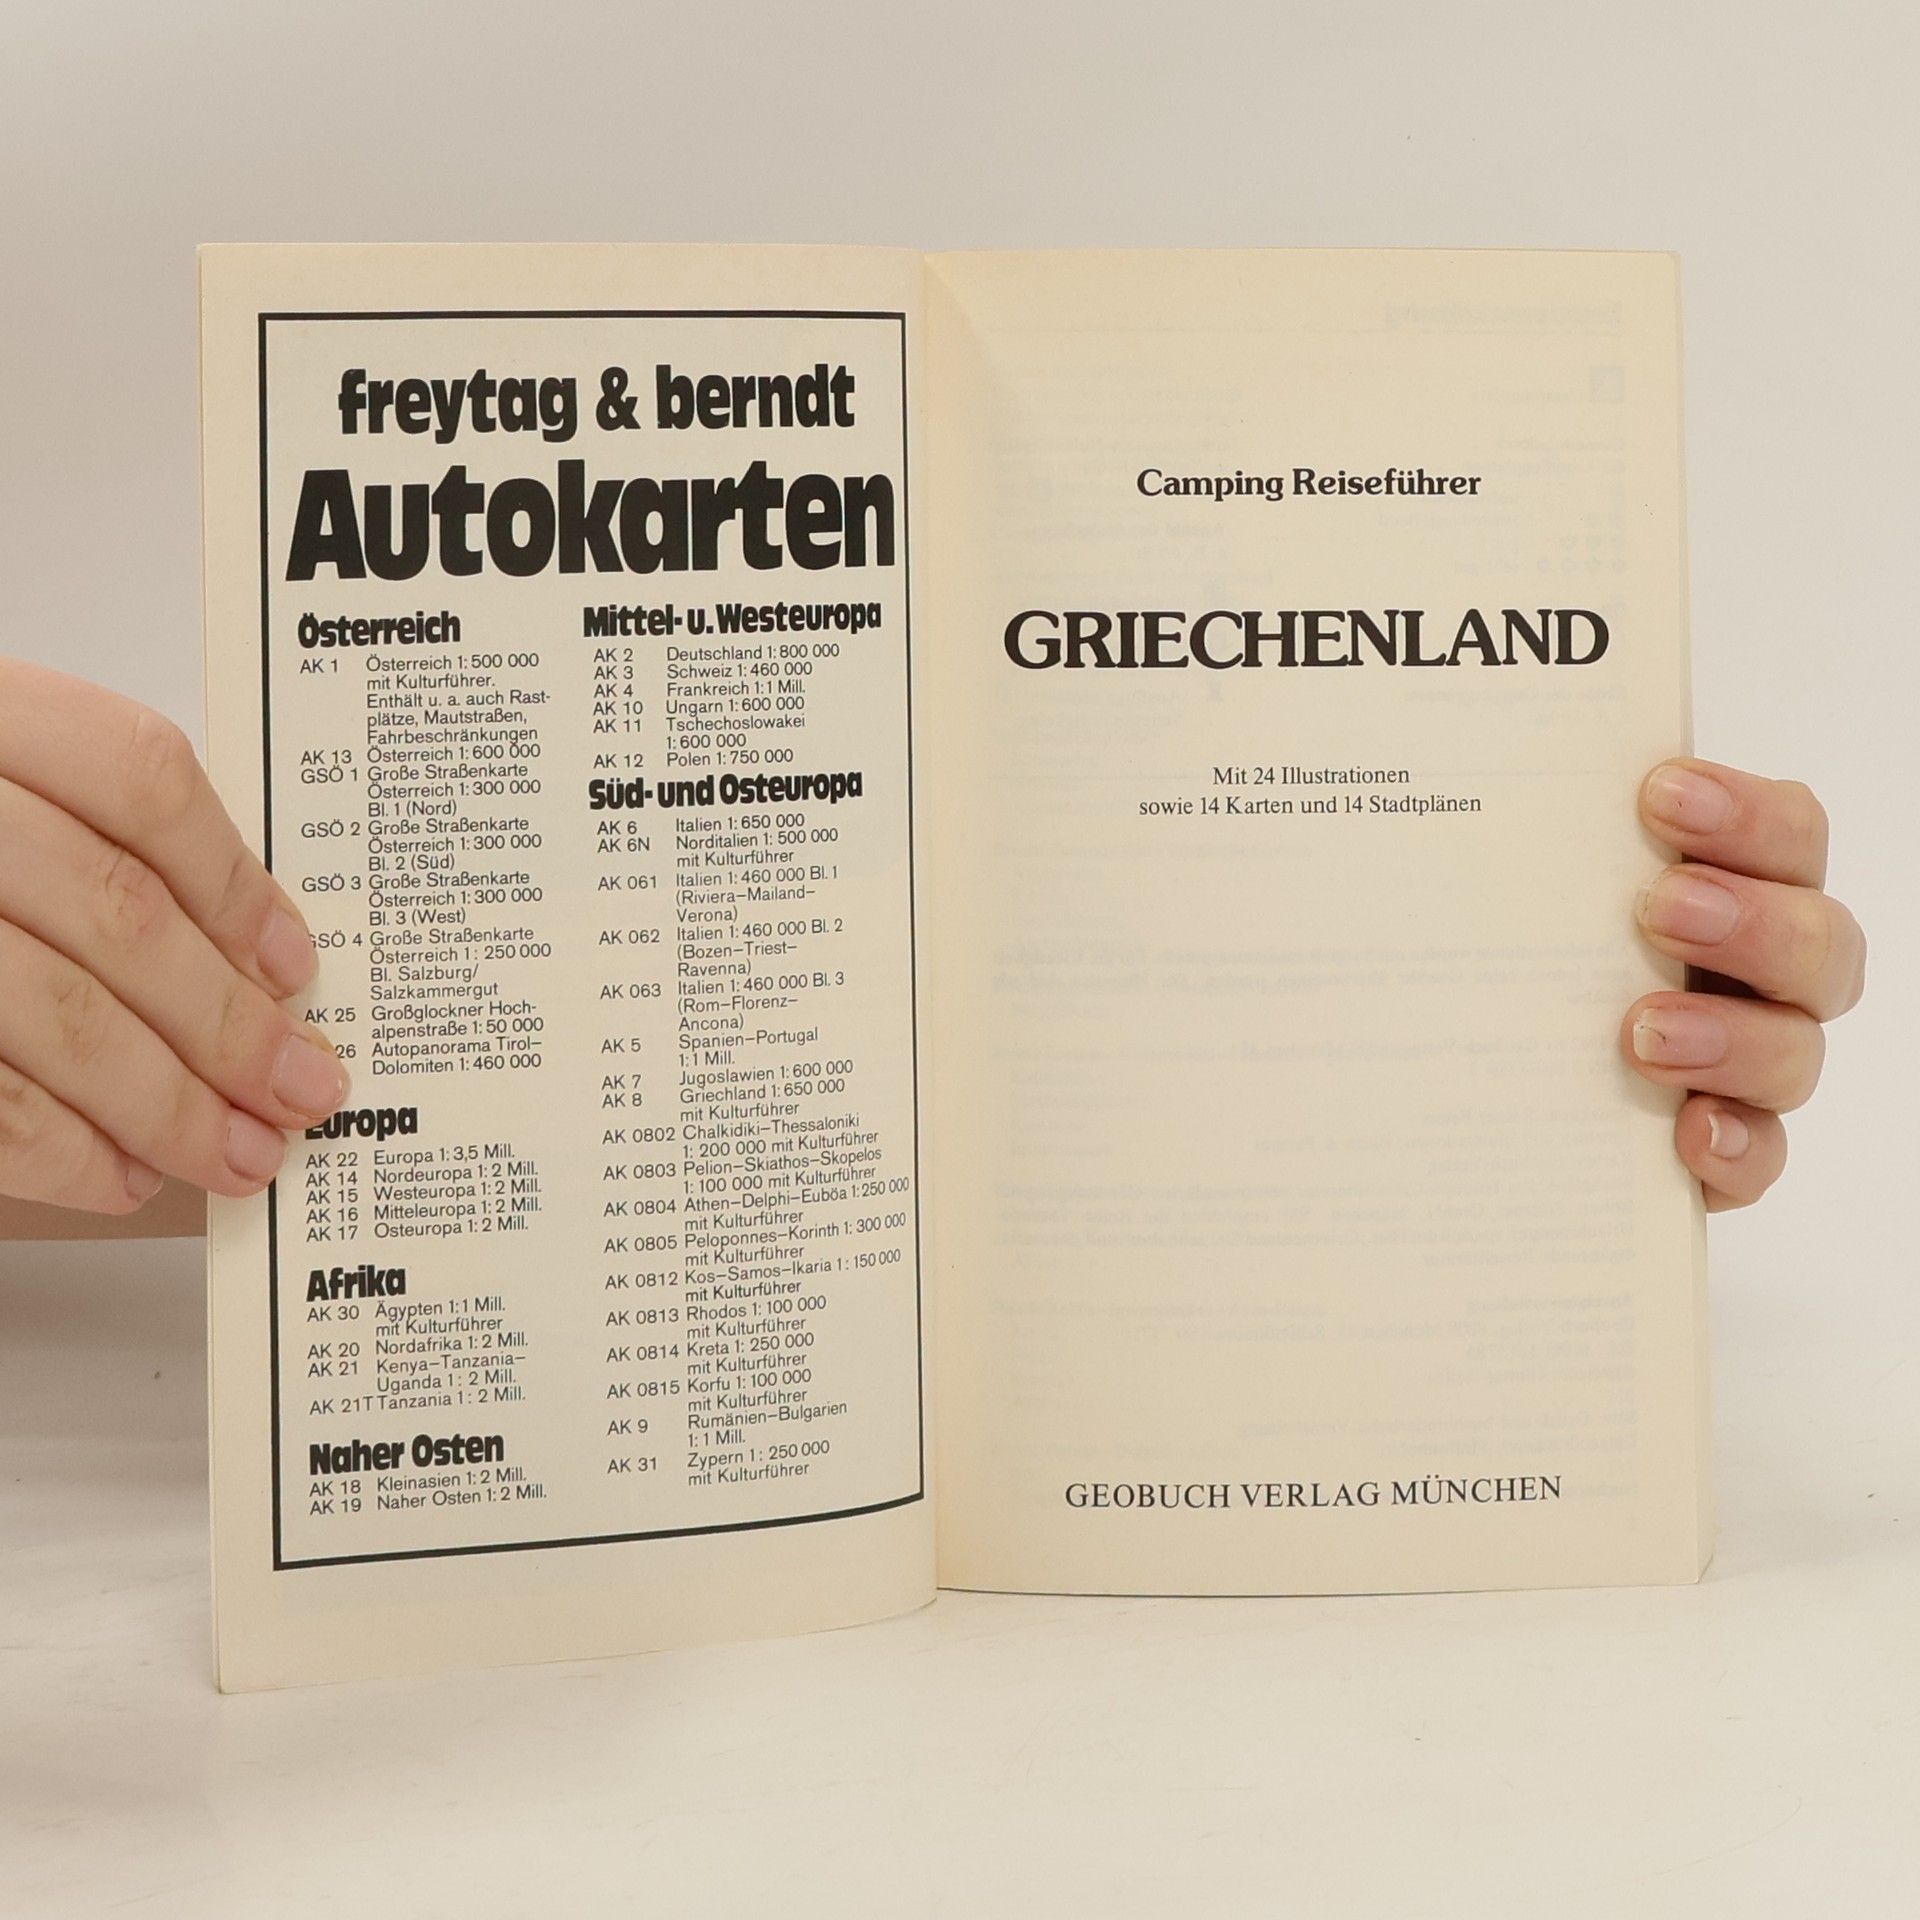 freytag & berndt
Autokarten
Österreich
AK 1 Österreich 1:500 000
mit Kulturführer.
Enthält u. a. auch Rast-
plätze, Mautstraßen,
Fahrbeschränkungen
AK 13 Österreich 1:600 000
GSÖ 1 Große Straßenkarte
Österreich 1:300 000
Bl. 1 (Nord)
GSÖ 2 Große Straßenkarte
Österreich 1:300 000
Bl. 2 (Süd)
GSÖ 3 Große Straßenkarte
Österreich 1:300 000
Bl. 3 (West)
GSÖ 4 Große Straßenkarte
Österreich 1: 250 000
Bl. Salzburg/
Salzkammergut
AK 25 Großglockner Hoch-
alpenstraße 1:50 000
26 Autopanorama Tirol–
Dolomiten 1:460 000
Europa
AK 22 Europa 1:3,5 Mill.
AK 14 Nordeuropa 1:2 Mill.
AK 15 Westeuropa 1:2 Mill.
AK 16 Mitteleuropa 1:2 Mill.
AK 17 Osteuropa 1:2 Mill.
Afrika
AK 30 Ägypten 1:1 Mill.
mit Kulturführer
AK 20 Nordafrika 1:2 Mill.
AK 21 Kenya–Tanzania–
Uganda 1: 2 Mill.
AK 21T Tanzania 1: 2 Mill.
Naher Osten
AK 18 Kleinasien 1:2 Mill.
AK 19 Naher Osten 1:2 Mill.
Mittel- u. Westeuropa
AK 2 Deutschland 1:800 000
AK 3 Schweiz 1:460 000
AK 4 Frankreich 1:1 Mill.
AK 10 Ungarn 1:600 000
AK 11 Tschechoslowakei
1:600 000
AK 12 Polen 1:750 000
Süd- und Osteuropa
AK 6 Italien 1:650 000
AK 6N Norditalien 1: 500 000
mit Kulturführer
AK 061 Italien 1:460 000 Bl. 1
(Riviera–Mailand–
Verona)
AK 062 Italien 1:460 000 Bl. 2
(Bozen–Triest–
Ravenna)
AK 063 Italien 1:460 000 Bl. 3
(Rom–Florenz–
Ancona)
AK 5 Spanien–Portugal
1:1 Mill.
AK 7 Jugoslawien 1:600 000
AK 8 Griechland 1:650 000
mit Kulturführer
AK 0802 Chalkidiki–Thessaloniki
1: 200 000 mit Kulturführer
AK 0803 Pelion–Skiathos–Skopelos
1: 100 000 mit Kulturführer
AK 0804 Athen–Delphi–Euböa 1:250 000
mit Kulturführer
AK 0805 Peloponnes–Korinth 1: 300 000
mit Kulturführer
AK 0812 Kos–Samos–Ikaria 1: 150 000
mit Kulturführer
AK 0813 Rhodos 1: 100 000
mit Kulturführer
AK 0814 Kreta 1: 250 000
mit Kulturführer
AK 0815 Korfu 1: 100 000
mit Kulturführer
AK 9 Rumänien–Bulgarien
1: 1 Mill.
AK 31 Zypern 1: 250 000
mit Kulturführer
Camping Reiseführer
GRIECHENLAND
Mit 24 Illustrationen
sowie 14 Karten und 14 Stadtplänen
GEOBUCH VERLAG MÜNCHEN